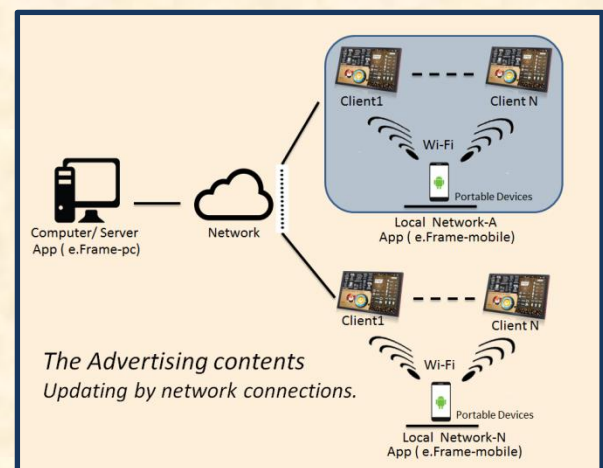 Client1
Client N
Wi-Fi
Portable Devices
Local Network-A
App ( e.Frame-mobile)
Computer/ Server
App ( e.Frame-pc)
Network
Client1
Client N
Wi-Fi
Portable Devices
Local Network-N
App ( e.Frame-mobile)
The Advertising contents
Updating by network connections.